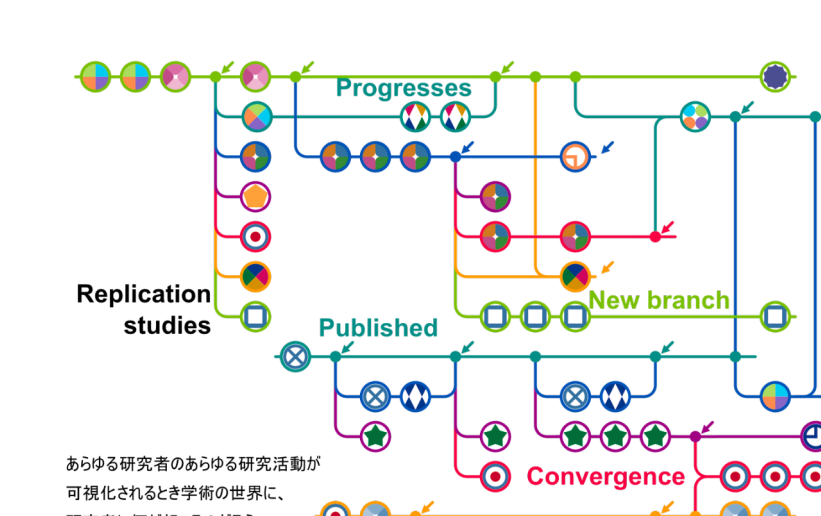 Progresses
Replication
studies
New branch
Published
Convergence
あらゆる研究者のあらゆる研究活動が
可視化されるとき学術の世界に、